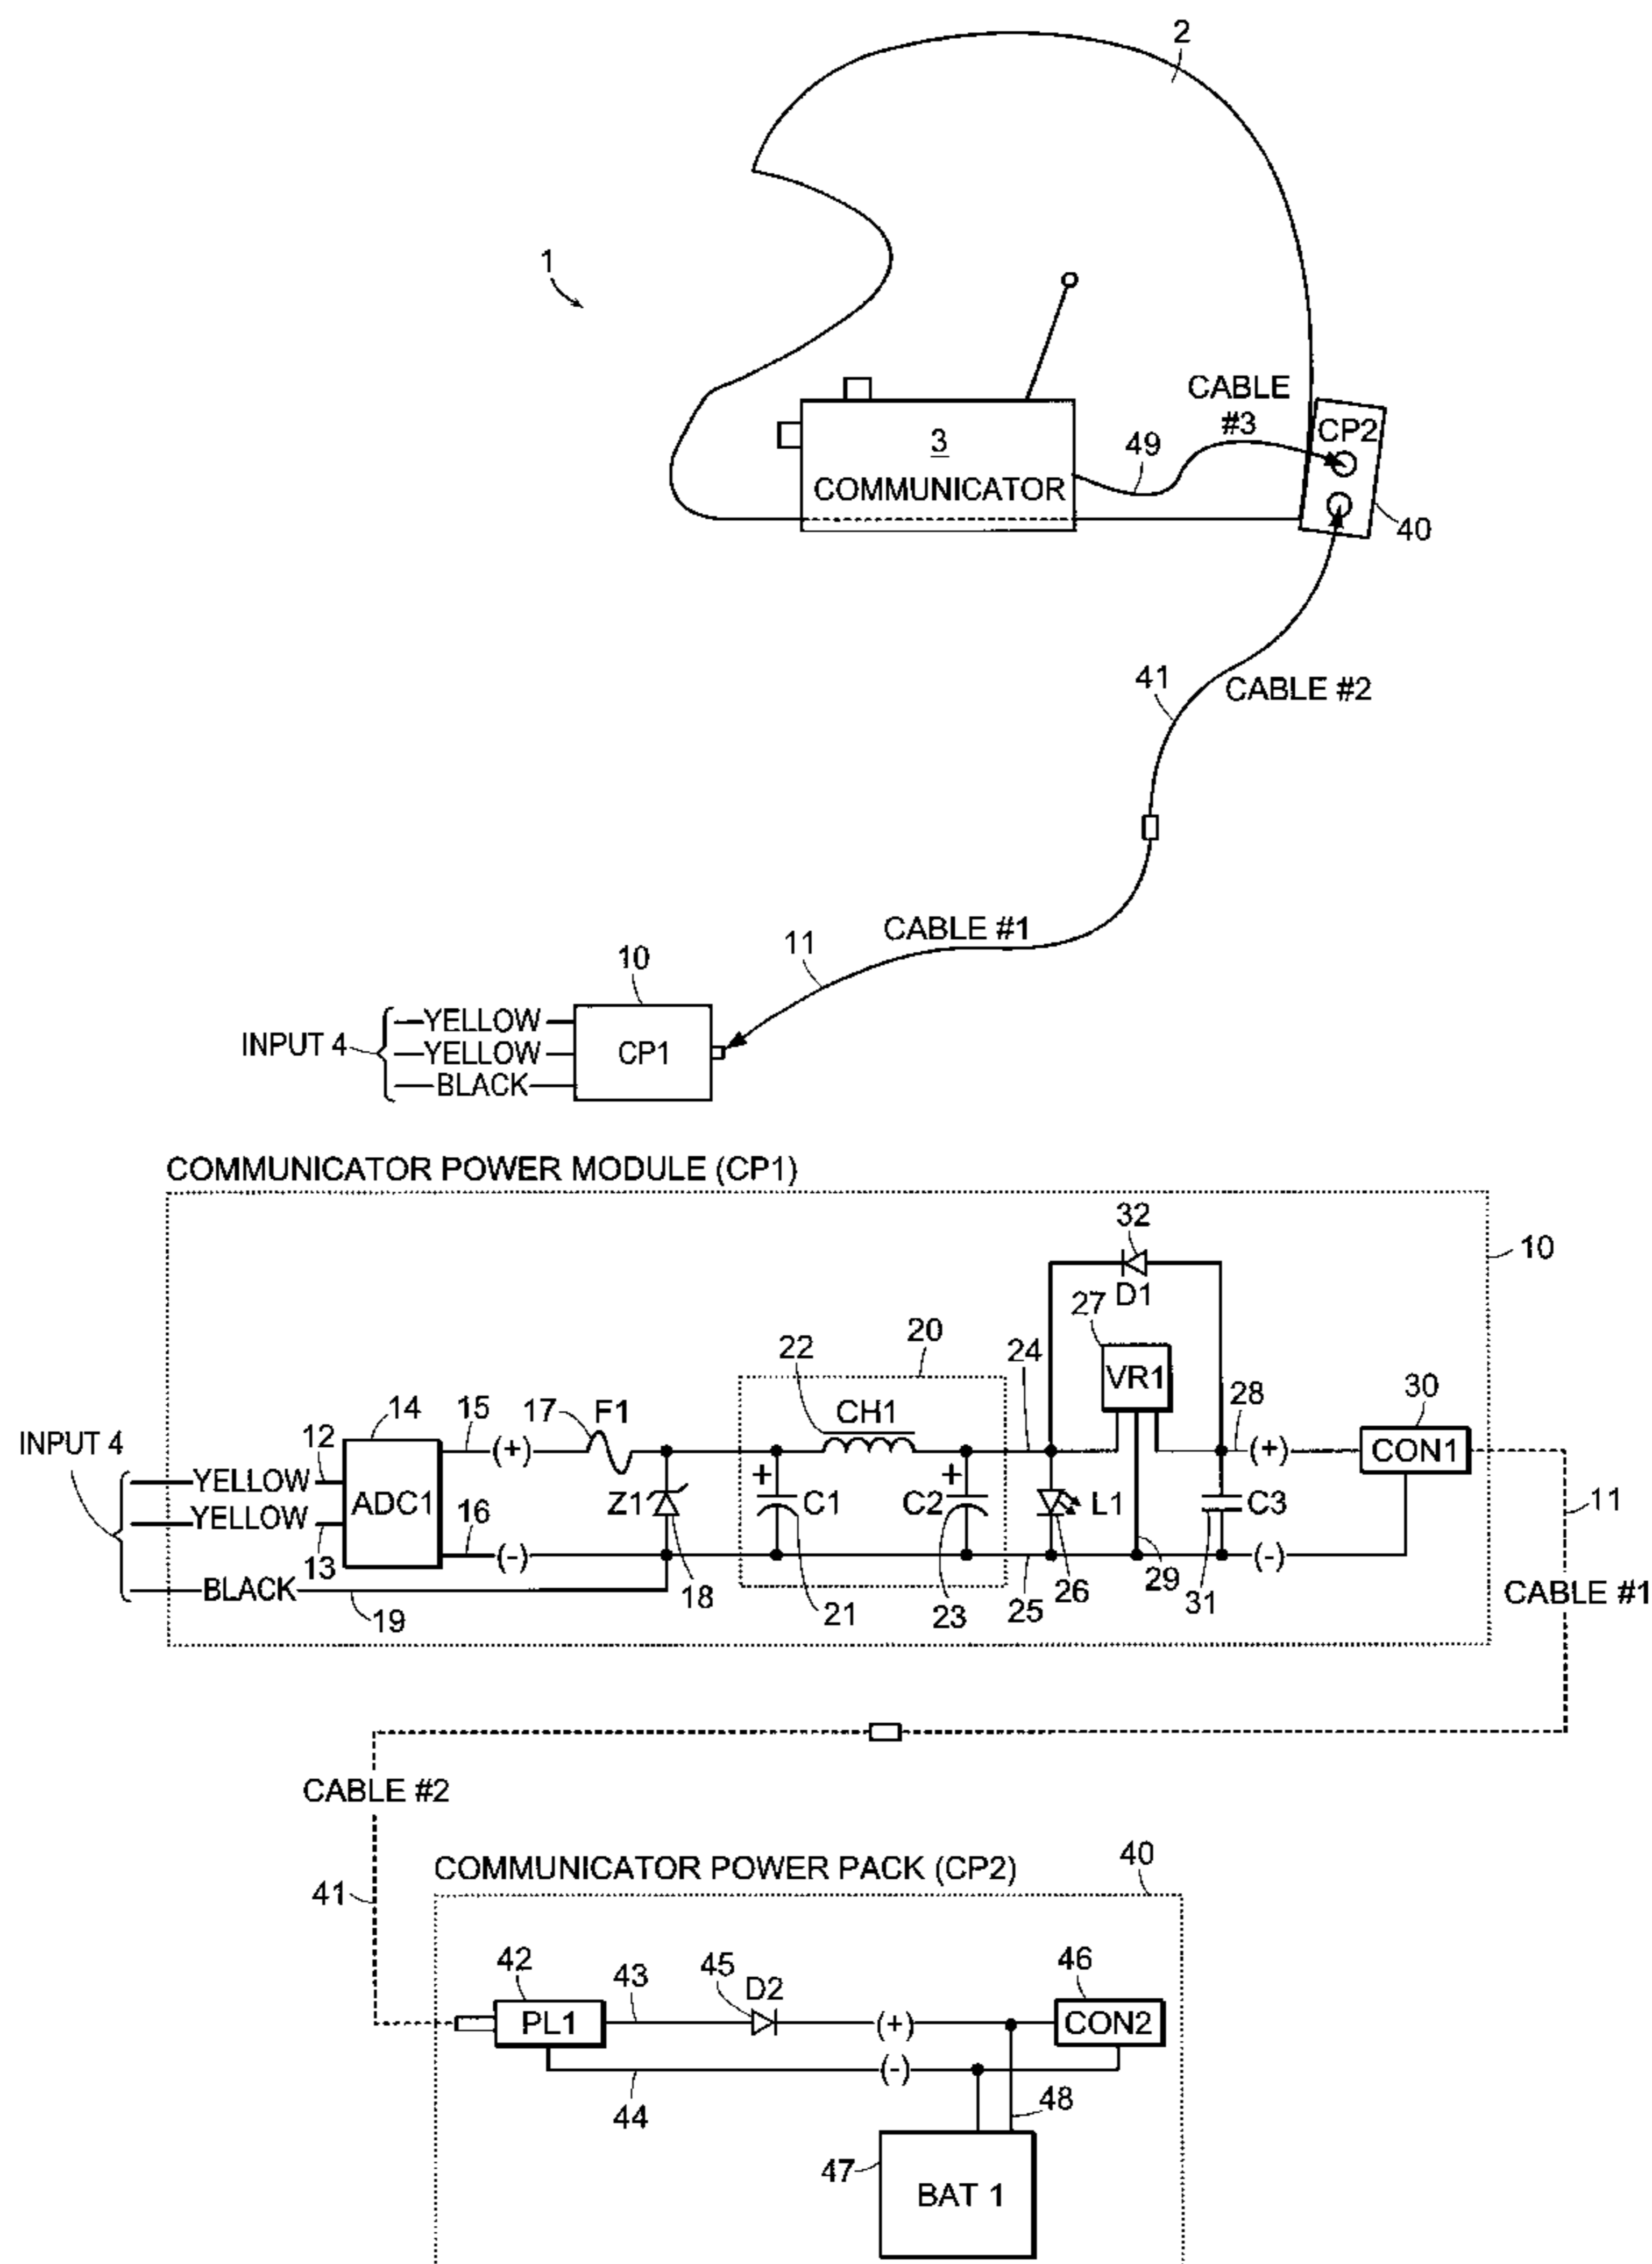 2
1
CABLE
#3
CP2
3
49
COMMUNICATOR
40
41
CABLE #2
CABLE #1
10
11
INPUT 4
YELLOW
YELLOW
BLACK
CP1
COMMUNICATOR POWER MODULE (CP1)
32
10
D1
27
20
22
24
VR1
28
30
14
15
17
F1
CH1
INPUT 4
12
(+)
(+)
CON1
YELLOW
+
+
YELLOW
ADC1
Z1
C1
C2
L1
C3
11
13
16
(-)
(-)
BLACK
19
18
21
23
25
26
29
31
CABLE #1
CABLE #2
41
COMMUNICATOR POWER PACK (CP2)
40
42
43
45
D2
46
PL1
(+)
CON2
(-)
44
48
47
BAT 1